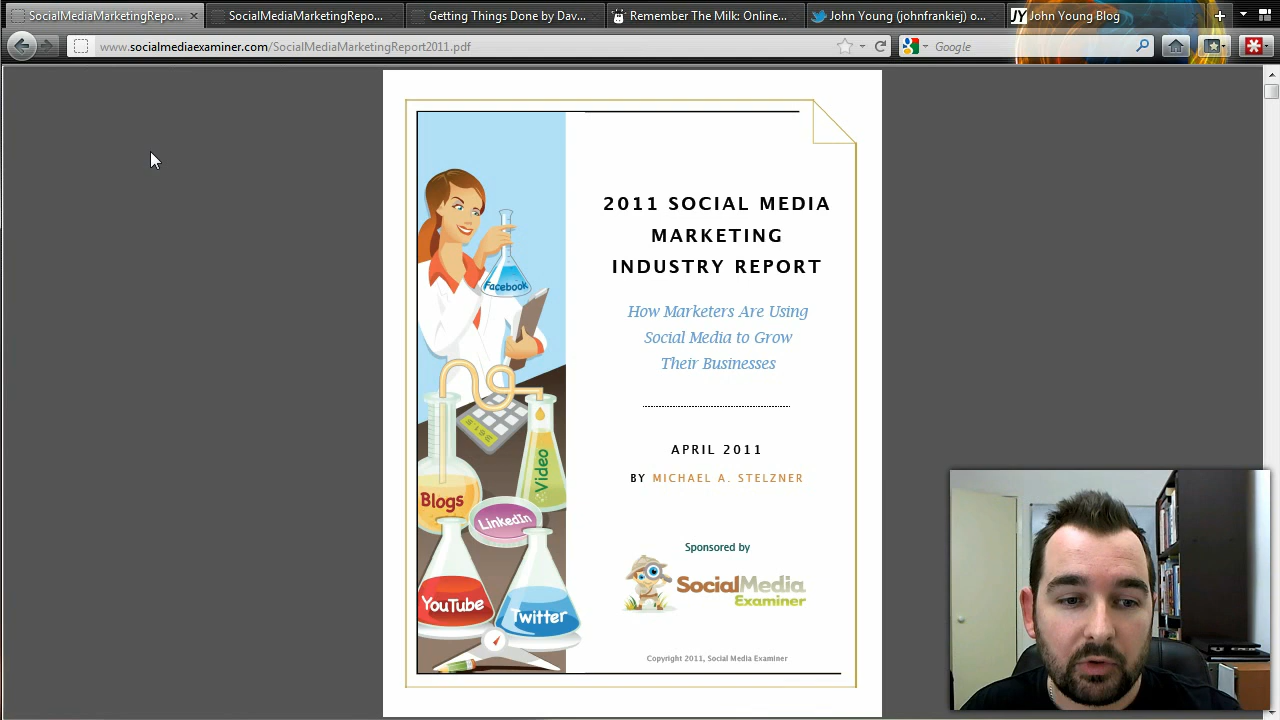 SocialMediaMarketingRepo...
SocialMediaMarketingRepo...
Getting Things Done by Dav...
Remember The Milk: Online...
John Young (johnfrankiej) o...
JY John Young Blog
www.socialmediaexaminer.com/SocialMediaMarketingReport2011.pdf
Google
2011 SOCIAL MEDIA
MARKETING
INDUSTRY REPORT
How Marketers Are Using
Social Media to Grow
Their Businesses
APRIL 2011
BY MICHAEL A. STELZNER
Sponsored by
SocialMedia
Examiner
Copyright 2011, Social Media Examiner
Facebook
Video
Blogs
LinkedIn
YouTube
Twitter